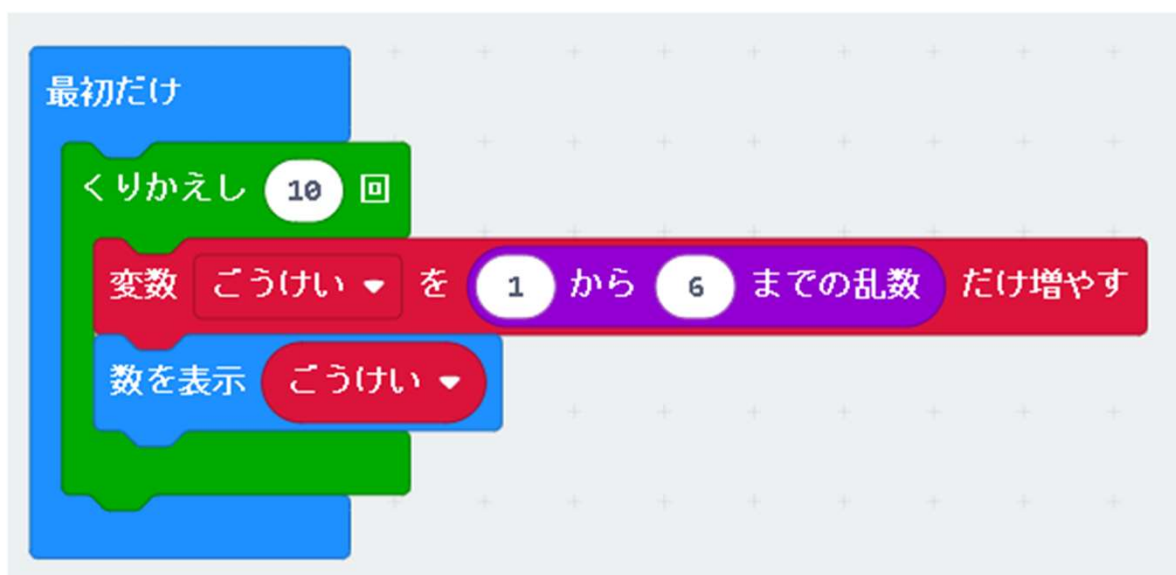 最初だけ
くりかえし 10 回
変数 ごうけい を 1 から 6 までの乱数 だけ増やす
数を表示 ごうけい